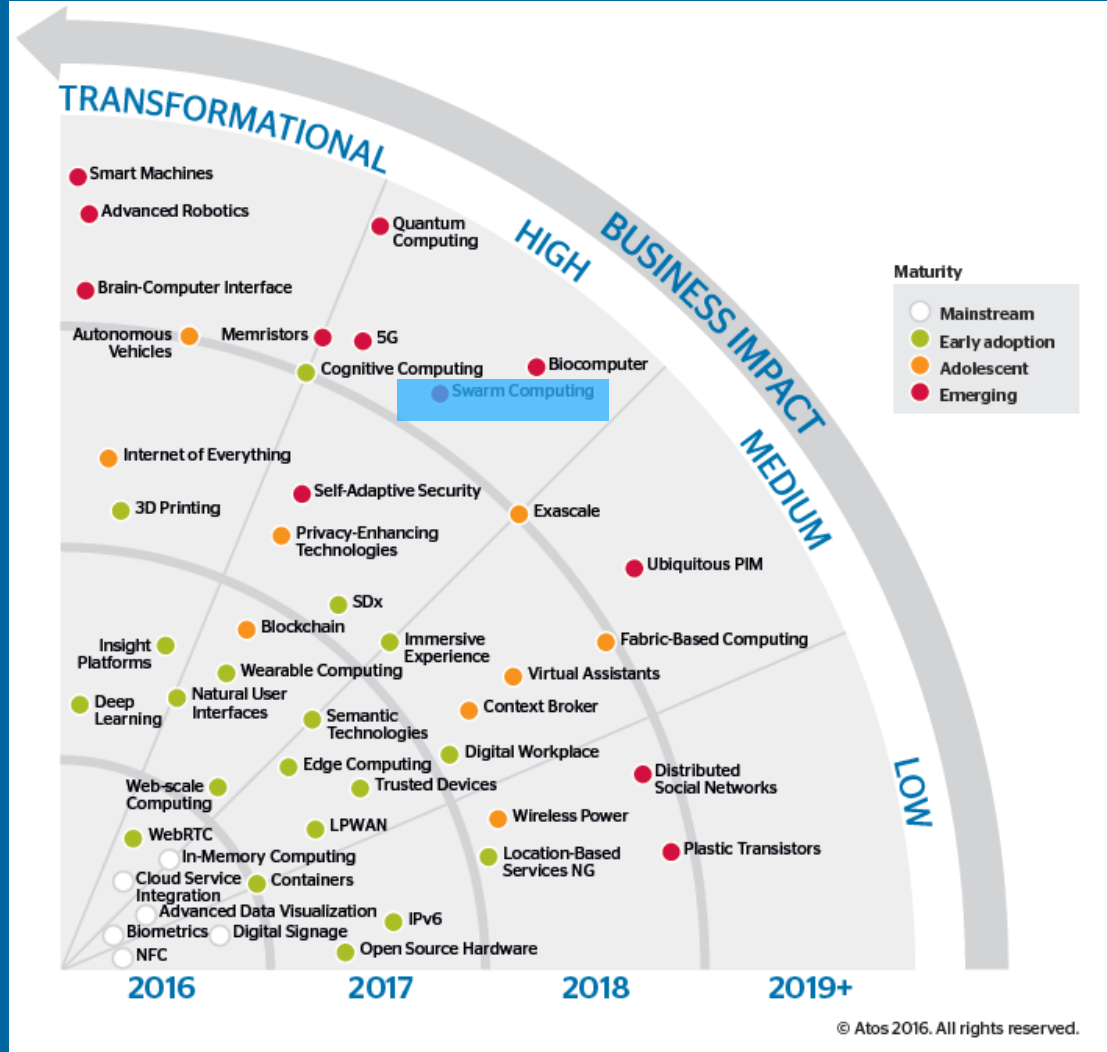 TRANSFORMATIONAL
HIGH
BUSINESS IMPACT
MEDIUM
LOW
Smart Machines
Advanced Robotics
Quantum
Computing
Brain-Computer Interface
Autonomous
Vehicles
Memristors
5G
Cognitive Computing
Biocomputer
Swarm Computing
Internet of Everything
3D Printing
Self-Adaptive Security
Privacy-Enhancing
Technologies
Exascale
Ubiquitous PIM
SDx
Blockchain
Insight
Platforms
Immersive
Experience
Fabric-Based Computing
Wearable Computing
Virtual Assistants
Deep
Learning
Natural User
Interfaces
Semantic
Technologies
Context Broker
Digital Workplace
Edge Computing
Trusted Devices
Distributed
Social Networks
Web-scale
Computing
WebRTC
LPWAN
Wireless Power
In-Memory Computing
Location-Based
Services NG
Plastic Transistors
Cloud Service
Integration
Containers
Advanced Data Visualization
IPv6
Biometrics
Digital Signage
Open Source Hardware
NFC
2016
2017
2018
2019+
Maturity
Mainstream
Early adoption
Adolescent
Emerging
© Atos 2016. All rights reserved.